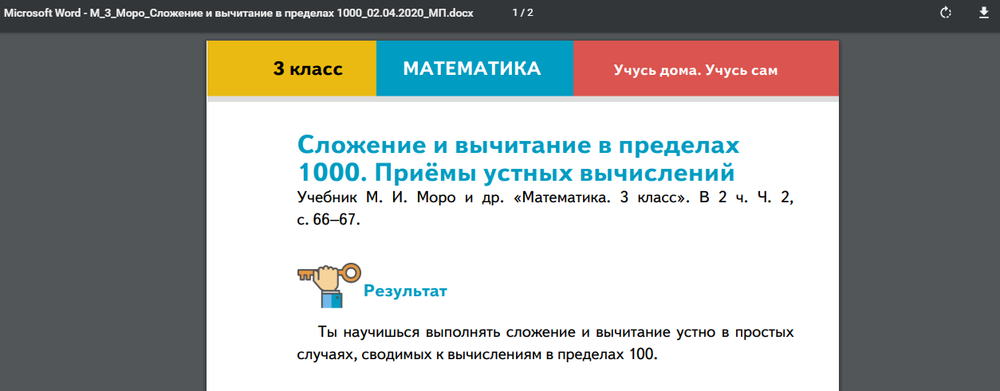 Microsoft Word - М_3_Моро_Сложение и вычитание в пределах 1000_02.04.2020_МП.docx 1 / 2
3 класс МАТЕМАТИКА Учусь дома. Учусь сам
Сложение и вычитание в пределах
1000. Приёмы устных вычислений
Учебник М. И. Моро и др. «Математика. 3 класс». В 2 ч. Ч. 2,
с. 66–67.
Результат
Ты научишься выполнять сложение и вычитание устно в простых
случаях, сводимых к вычислениям в пределах 100.